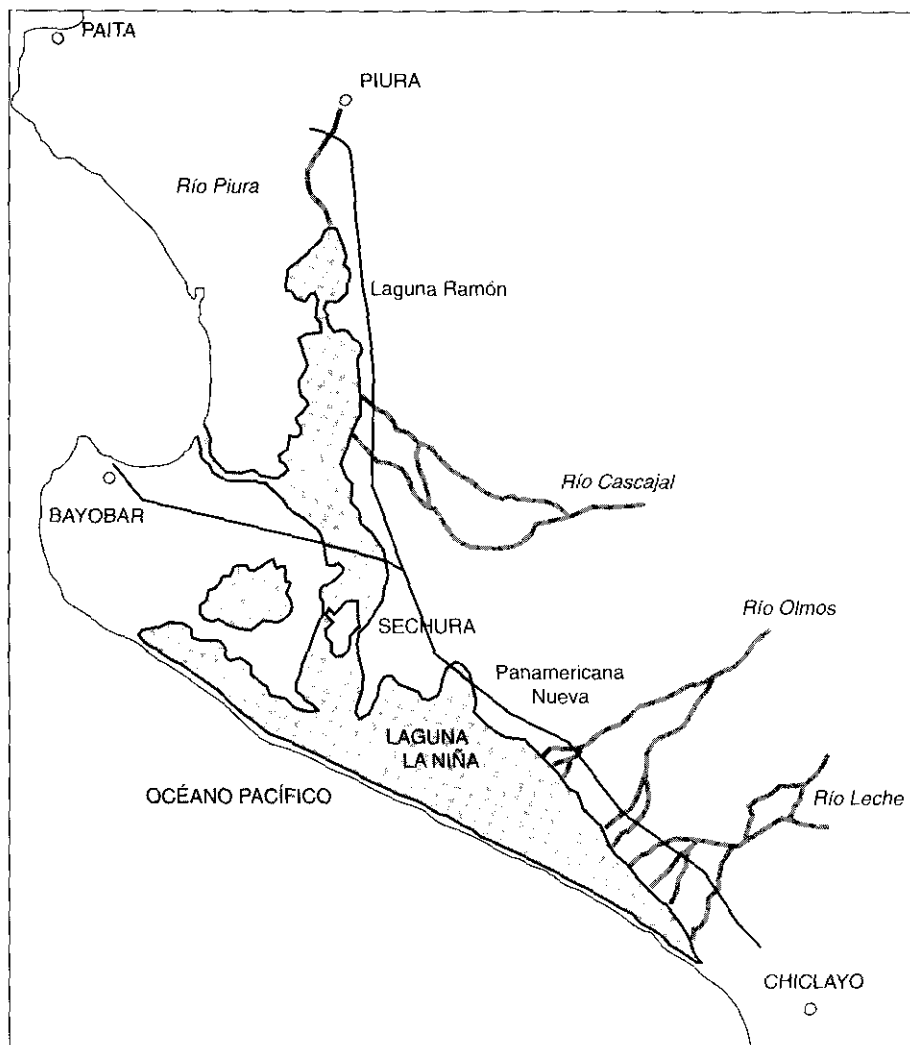 PAITA
PIURA
Río Piura
Laguna Ramón
Río Cascajal
BAYOBAR
Río Olmos
SECHURA
Panamericana
Nueva
LAGUNA
LA NIÑA
OCÉANO PACÍFICO
Río Leche
CHICLAYO